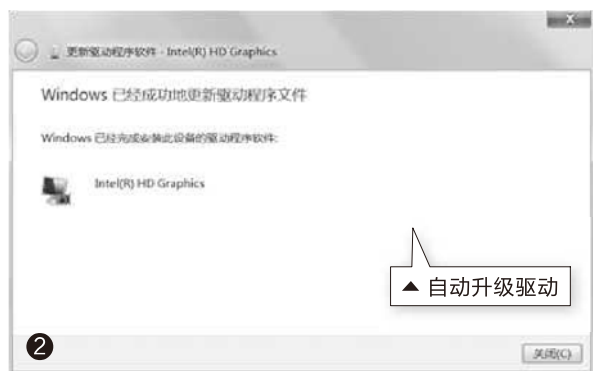 X
更新驱动程序软件 - Intel(R) HD Graphics
Windows 已经成功地更新驱动程序文件
Windows 已经完成安装此设备的驱动程序软件:
Intel(R) HD Graphics
▲ 自动升级驱动
2
关闭(C)